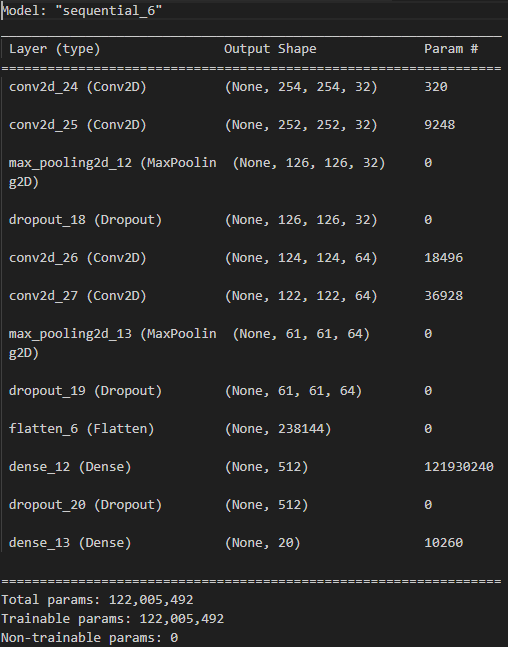 Model: "sequential_6"
_________________________________________________________________
Layer (type) Output Shape Param #
=================================================================
conv2d_24 (Conv2D) (None, 254, 254, 32) 320
conv2d_25 (Conv2D) (None, 252, 252, 32) 9248
max_pooling2d_12 (MaxPoolin (None, 126, 126, 32) 0
g2D)
dropout_18 (Dropout) (None, 126, 126, 32) 0
conv2d_26 (Conv2D) (None, 124, 124, 64) 18496
conv2d_27 (Conv2D) (None, 122, 122, 64) 36928
max_pooling2d_13 (MaxPoolin (None, 61, 61, 64) 0
g2D)
dropout_19 (Dropout) (None, 61, 61, 64) 0
flatten_6 (Flatten) (None, 238144) 0
dense_12 (Dense) (None, 512) 121930240
dropout_20 (Dropout) (None, 512) 0
dense_13 (Dense) (None, 20) 10260
=================================================================
Total params: 122,005,492
Trainable params: 122,005,492
Non-trainable params: 0